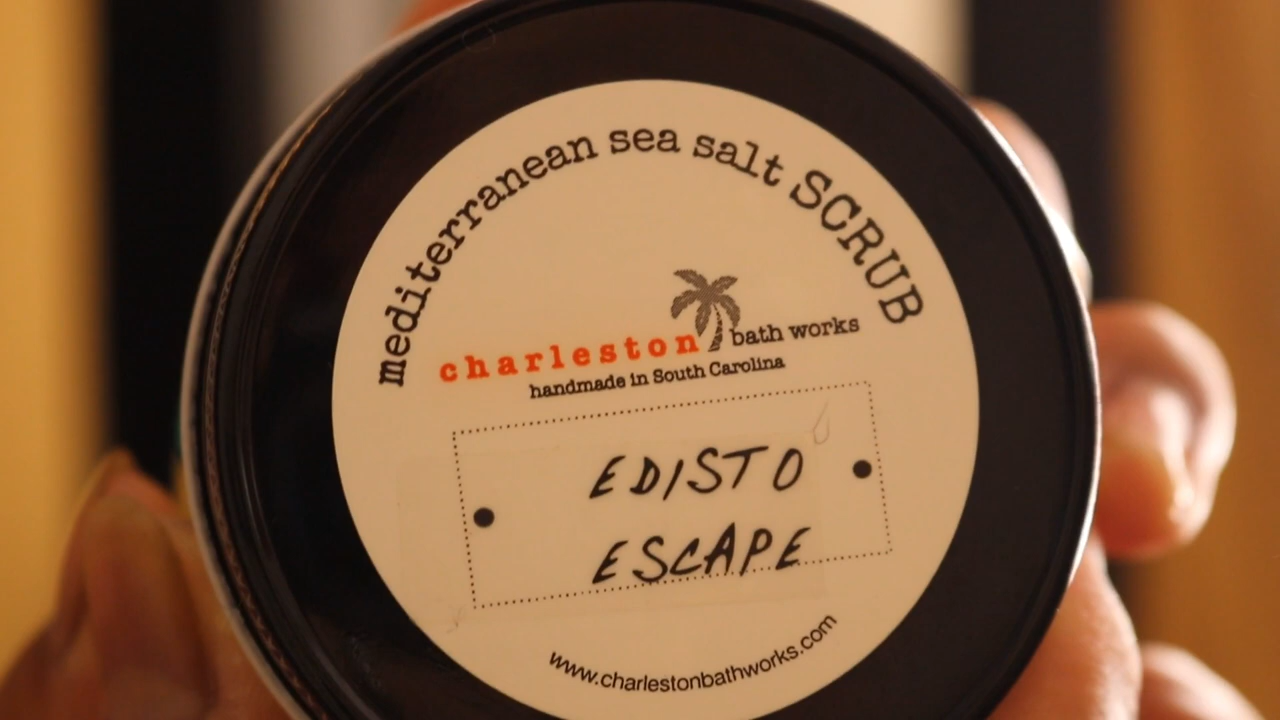 mediterranean sea salt SCRUB
charleston bath works
handmade in South Carolina
EDISTO
ESCAPE
www.charlestonbathworks.com